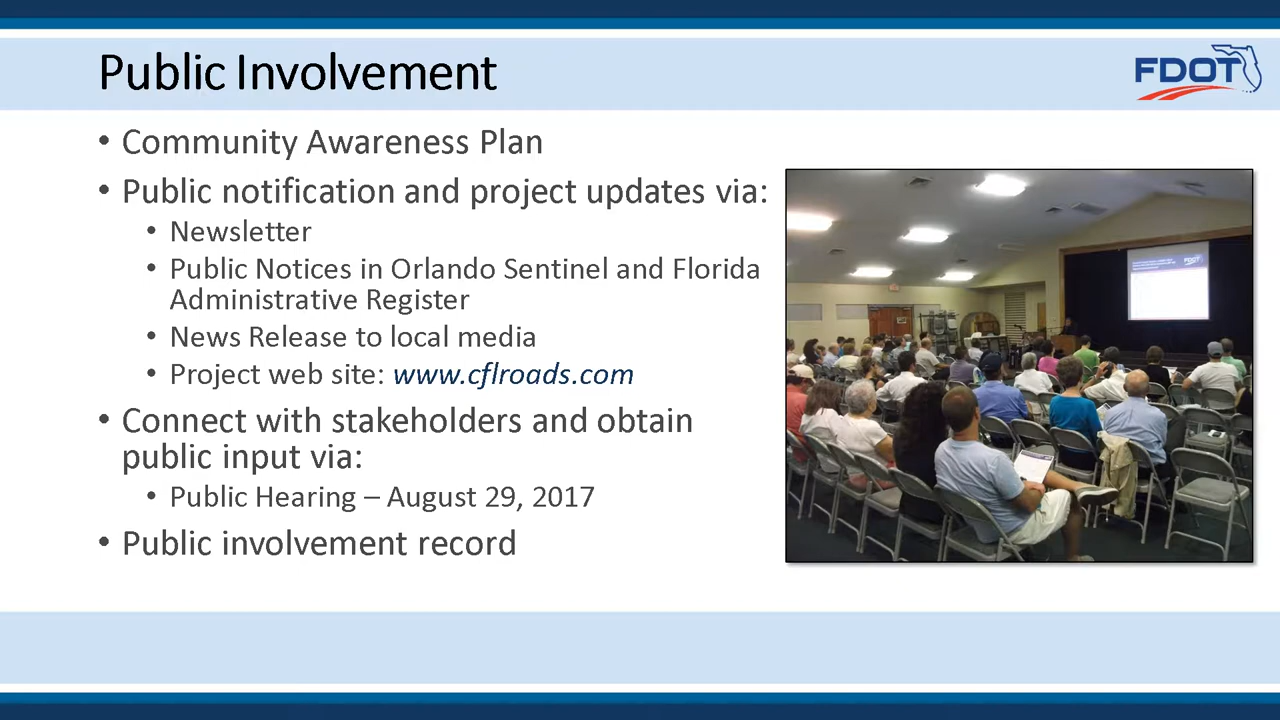 Public Involvement
FDOT
• Community Awareness Plan
• Public notification and project updates via:
• Newsletter
• Public Notices in Orlando Sentinel and Florida
Administrative Register
• News Release to local media
• Project web site: www.cflroads.com
• Connect with stakeholders and obtain
public input via:
• Public Hearing – August 29, 2017
• Public involvement record